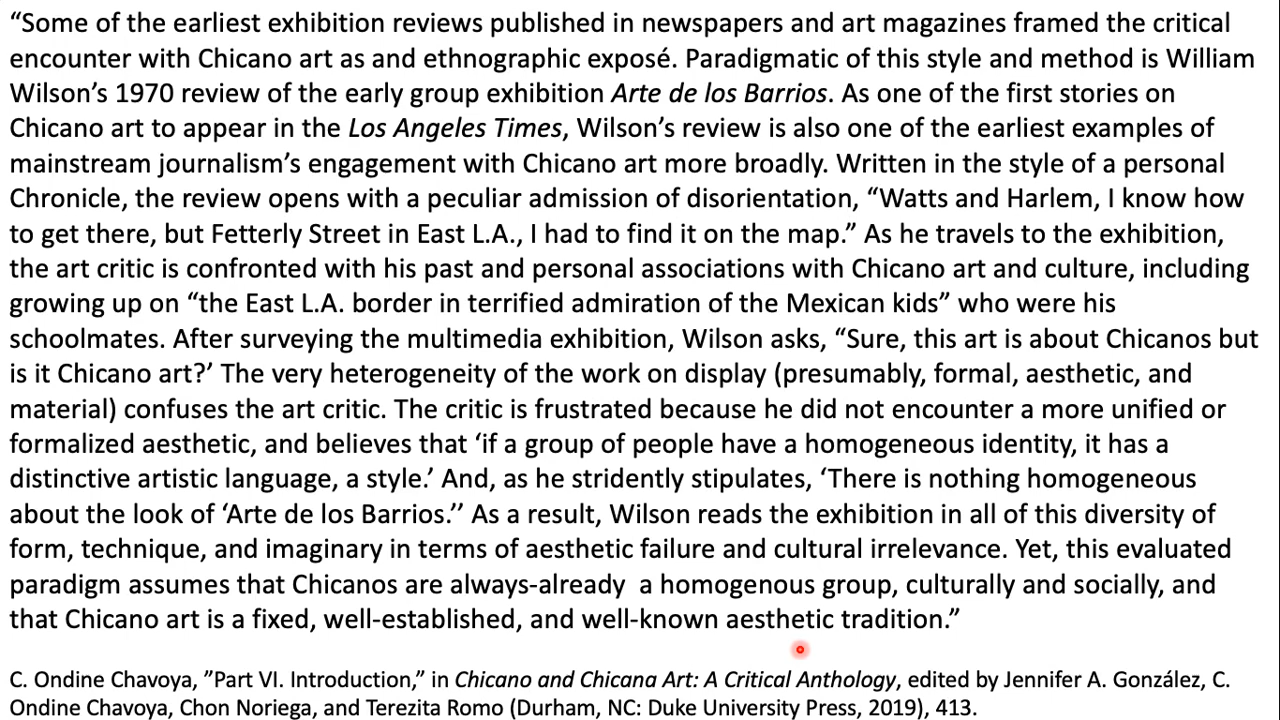 “Some of the earliest exhibition reviews published in newspapers and art magazines framed the critical
encounter with Chicano art as and ethnographic exposé. Paradigmatic of this style and method is William
Wilson’s 1970 review of the early group exhibition Arte de los Barrios. As one of the first stories on
Chicano art to appear in the Los Angeles Times, Wilson’s review is also one of the earliest examples of
mainstream journalism’s engagement with Chicano art more broadly. Written in the style of a personal
Chronicle, the review opens with a peculiar admission of disorientation, “Watts and Harlem, I know how
to get there, but Fetterly Street in East L.A., I had to find it on the map.” As he travels to the exhibition,
the art critic is confronted with his past and personal associations with Chicano art and culture, including
growing up on “the East L.A. border in terrified admiration of the Mexican kids” who were his
schoolmates. After surveying the multimedia exhibition, Wilson asks, “Sure, this art is about Chicanos but
is it Chicano art?’ The very heterogeneity of the work on display (presumably, formal, aesthetic, and
material) confuses the art critic. The critic is frustrated because he did not encounter a more unified or
formalized aesthetic, and believes that ‘if a group of people have a homogeneous identity, it has a
distinctive artistic language, a style.’ And, as he stridently stipulates, ‘There is nothing homogeneous
about the look of ‘Arte de los Barrios.’’ As a result, Wilson reads the exhibition in all of this diversity of
form, technique, and imaginary in terms of aesthetic failure and cultural irrelevance. Yet, this evaluated
paradigm assumes that Chicanos are always-already  a homogenous group, culturally and socially, and
that Chicano art is a fixed, well-established, and well-known aesthetic tradition.”
C. Ondine Chavoya, ”Part VI. Introduction,” in Chicano and Chicana Art: A Critical Anthology, edited by Jennifer A. González, C.
Ondine Chavoya, Chon Noriega, and Terezita Romo (Durham, NC: Duke University Press, 2019), 413.